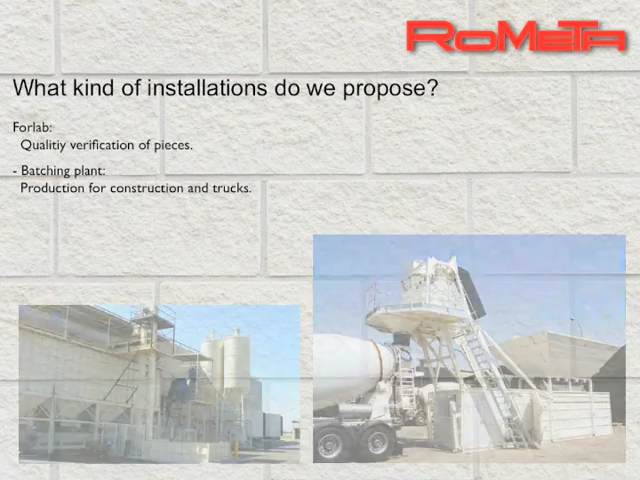 RoMeTa
What kind of installations do we propose?
Forlab:
Qualitiy verification of pieces.
- Batching plant:
Production for construction and trucks.